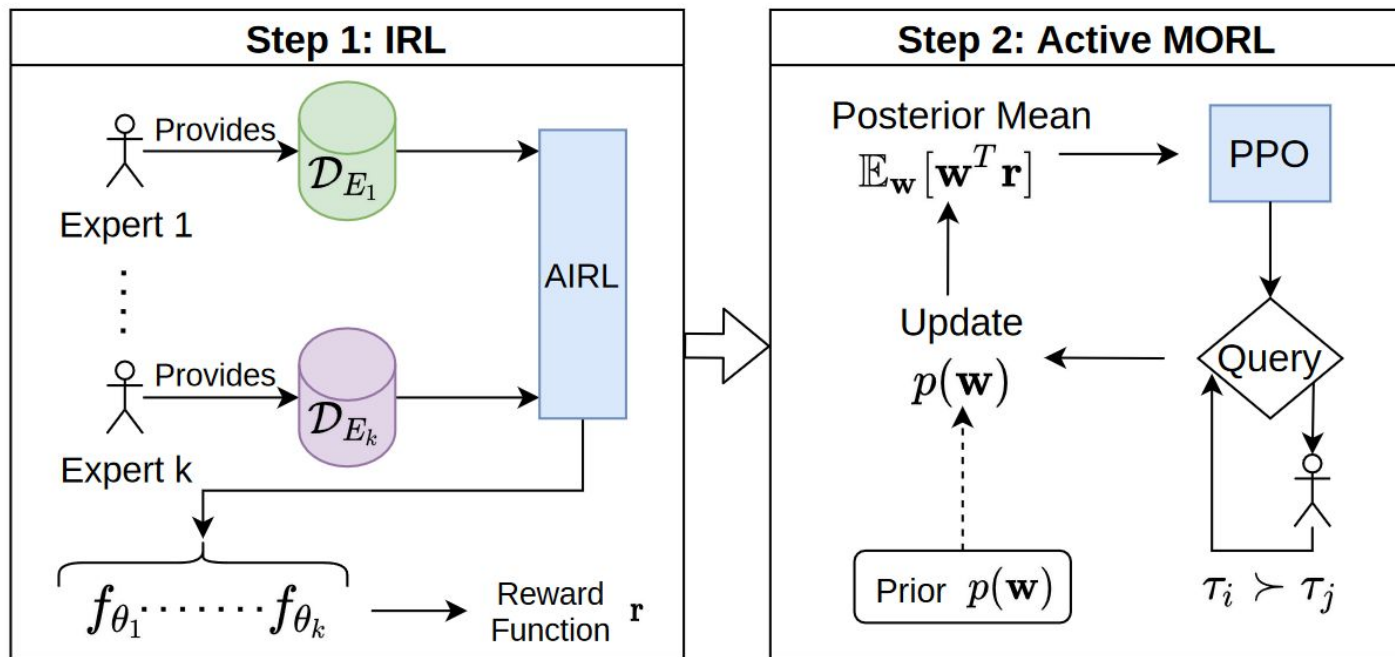 Step 1: IRL
Provides
𝒟_{E_1}
Expert 1
AIRL
Provides
𝒟_{E_k}
Expert k
f_{θ_1} ....... f_{θ_k}
Reward
Function r
Step 2: Active MORL
Posterior Mean
𝔼_w[w^T r]
PPO
Update
p(w)
Query
Prior p(w)
τ_i ≻ τ_j